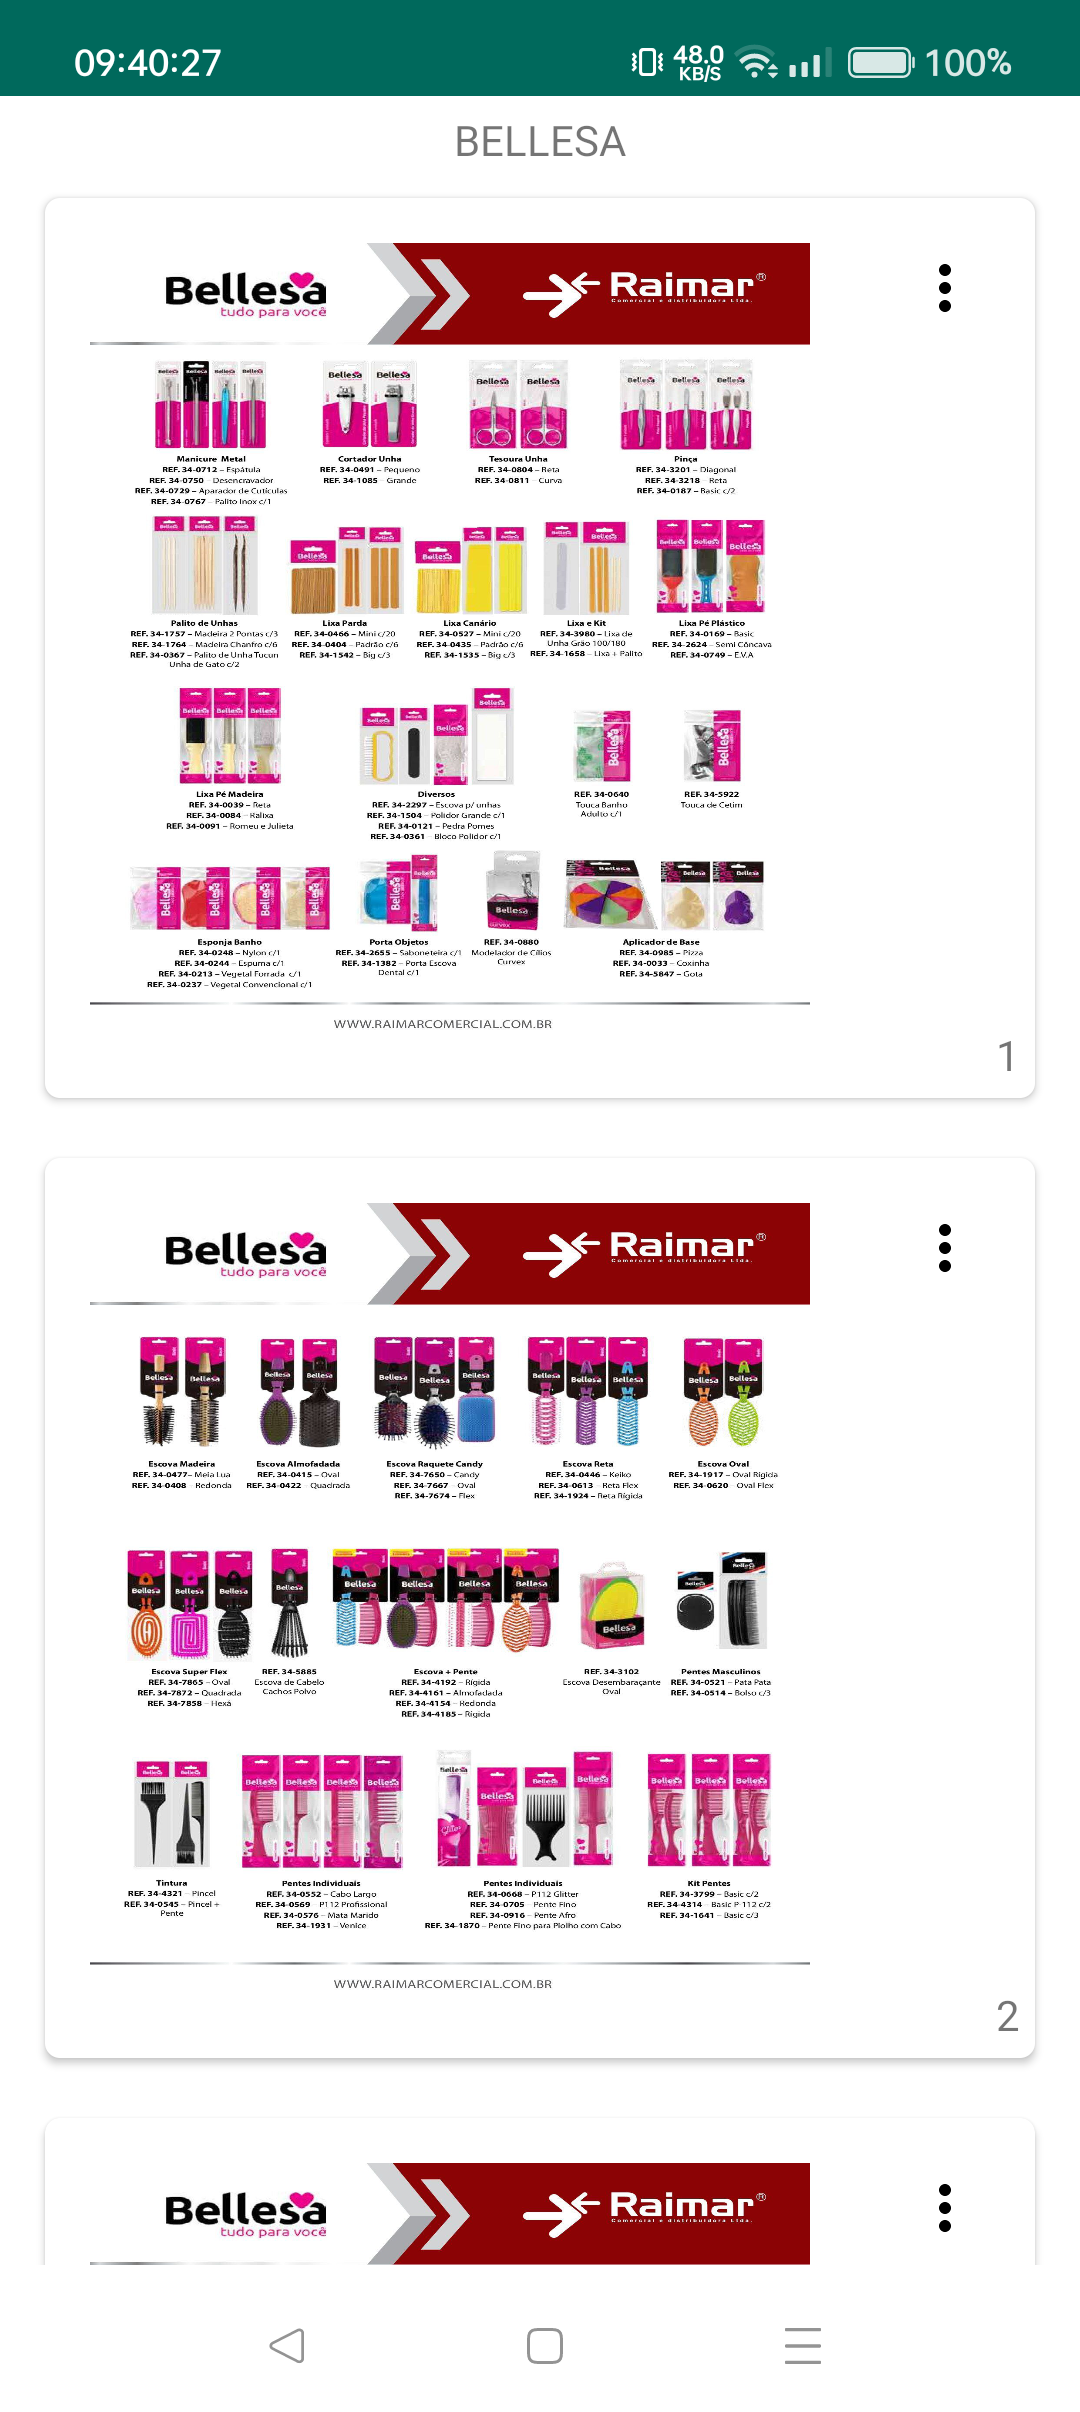 09:40:27
48.0
KB/S
100%
BELLESA
Bellesa
tudo para você
Raimar®
Comercial e distribuidora Ltda.
Manicure Metal
REF. 34-0712 – Espátula
REF. 34-0750 – Desencravador
REF. 34-0729 – Aparador de Cutículas
REF. 34-0767 – Palito Inox c/1
Cortador Unha
REF. 34-0491 – Pequeno
REF. 34-1085 – Grande
Tesoura Unha
REF. 34-0804 – Reta
REF. 34-0811 – Curva
Pinça
REF. 34-3201 – Diagonal
REF. 34-3218 – Reta
REF. 34-0187 – Basic c/2
Palito de Unhas
REF. 34-1757 – Madeira 2 Pontas c/3
REF. 34-1764 – Madeira Chanfro c/6
REF. 34-0367 – Palito de Unha Tucun
Unha de Gato c/2
Lixa Parda
REF. 34-0466 – Mini c/20
REF. 34-0404 – Padrão c/6
REF. 34-1542 – Big c/3
Lixa Canário
REF. 34-0527 – Mini c/20
REF. 34-0435 – Padrão c/6
REF. 34-1535 – Big c/3
Lixa e Kit
REF. 34-3980 – Lixa de
Unha Grão 100/180
REF. 34-1658 – Lixa + Palito
Lixa Pé Plástico
REF. 34-0169 – Basic
REF. 34-2624 – Semi Côncava
REF. 34-0749 – E.V.A
Lixa Pé Madeira
REF. 34-0039 – Reta
REF. 34-0084 – Ralixa
REF. 34-0091 – Romeu e Julieta
Diversos
REF. 34-2297 – Escova p/ unhas
REF. 34-1504 – Polidor Grande c/1
REF. 34-0121 – Pedra Pomes
REF. 34-0361 – Bloco Polidor c/1
REF. 34-0640
Touca Banho
Adulto c/1
REF. 34-5922
Touca de Cetim
Esponja Banho
REF. 34-0248 – Nylon c/1
REF. 34-0244 – Espuma c/1
REF. 34-0213 – Vegetal Forrada c/1
REF. 34-0237 – Vegetal Convencional c/1
Porta Objetos
REF. 34-2655 – Saboneteira c/1
REF. 34-1382 – Porta Escova
Dental c/1
REF. 34-0880
Modelador de Cílios
Curvex
Aplicador de Base
REF. 34-0985 – Pizza
REF. 34-0033 – Coxinha
REF. 34-5847 – Gota
WWW.RAIMARCOMERCIAL.COM.BR
1
Bellesa
tudo para você
Raimar®
Comercial e distribuidora Ltda.
Escova Madeira
REF. 34-0477– Meia Lua
REF. 34-0408 – Redonda
Escova Almofadada
REF. 34-0415 – Oval
REF. 34-0422 – Quadrada
Escova Raquete Candy
REF. 34-7650 – Candy
REF. 34-7667 – Oval
REF. 34-7674 – Flex
Escova Reta
REF. 34-0446 – Keiko
REF. 34-0613 – Reta Flex
REF. 34-1924 – Reta Rígida
Escova Oval
REF. 34-1917 – Oval Rígida
REF. 34-0620 – Oval Flex
Escova Super Flex
REF. 34-7865 – Oval
REF. 34-7872 – Quadrada
REF. 34-7858 – Hexá
REF. 34-5885
Escova de Cabelo
Cachos Polvo
Escova + Pente
REF. 34-4192 – Rígida
REF. 34-4161 – Almofadada
REF. 34-4154 – Redonda
REF. 34-4185 – Rígida
REF. 34-3102
Escova Desembaraçante
Oval
Pentes Masculinos
REF. 34-0521 – Pata Pata
REF. 34-0514 – Bolso c/3
Tintura
REF. 34-4321 – Pincel
REF. 34-0545 – Pincel +
Pente
Pentes Individuais
REF. 34-0552 – Cabo Largo
REF. 34-0569 – P112 Profissional
REF. 34-0576 – Mata Marido
REF. 34-1931 – Venice
Pentes Individuais
REF. 34-0668 – P112 Glitter
REF. 34-0705 – Pente Fino
REF. 34-0916 – Pente Afro
REF. 34-1870 – Pente Fino para Piolho com Cabo
Kit Pentes
REF. 34-3799 – Basic c/2
REF. 34-4314 – Basic P-112 c/2
REF. 34-1641 – Basic c/3
WWW.RAIMARCOMERCIAL.COM.BR
2
Bellesa
tudo para você
Raimar®
Comercial e distribuidora Ltda.